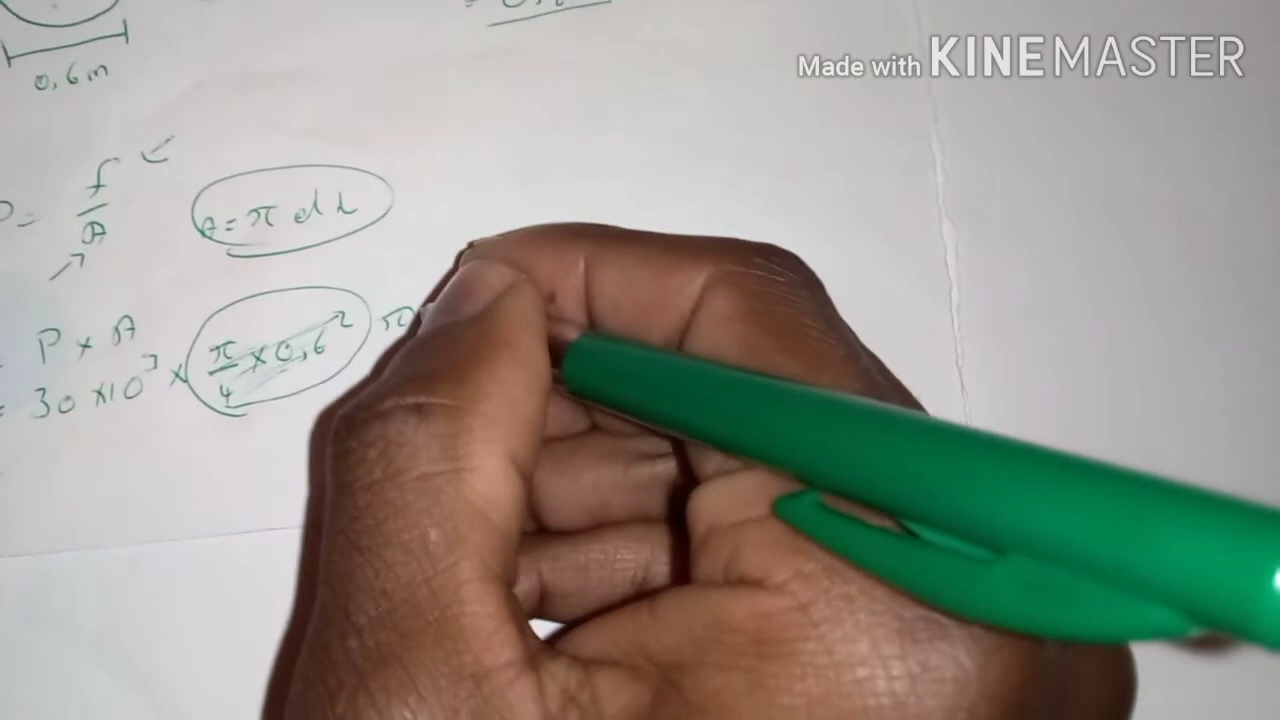 Made with KINEMASTER
0,6m
P = f / A
A = π d h
P × A
= 30 ×10³ × π/4 × 0,6² π